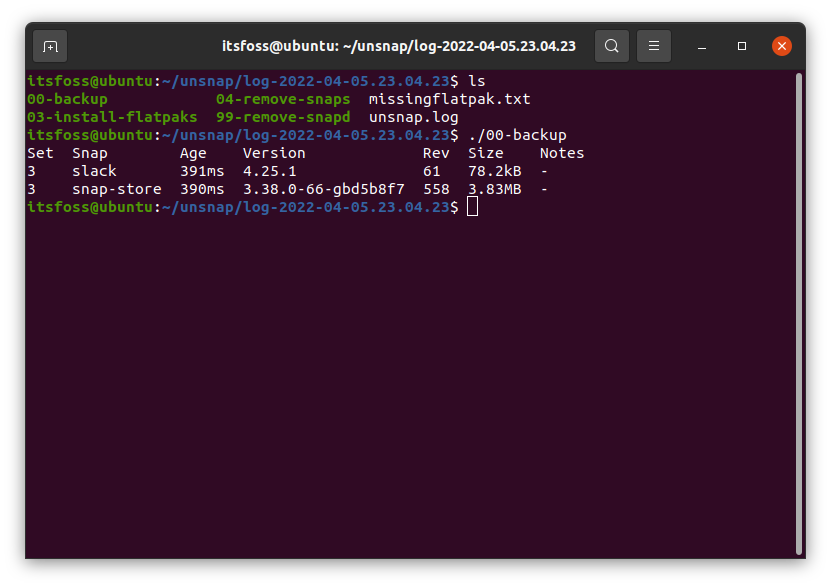 itsfoss@ubuntu: ~/unsnap/log-2022-04-05.23.04.23
itsfoss@ubuntu:~/unsnap/log-2022-04-05.23.04.23$ ls
00-backup            04-remove-snaps  missingflatpak.txt
03-install-flatpaks  99-remove-snapd  unsnap.log
itsfoss@ubuntu:~/unsnap/log-2022-04-05.23.04.23$ ./00-backup
Set  Snap        Age    Version             Rev  Size    Notes
3    slack       391ms  4.25.1              61   78.2kB  -
3    snap-store  390ms  3.38.0-66-gbd5b8f7  558  3.83MB  -
itsfoss@ubuntu:~/unsnap/log-2022-04-05.23.04.23$